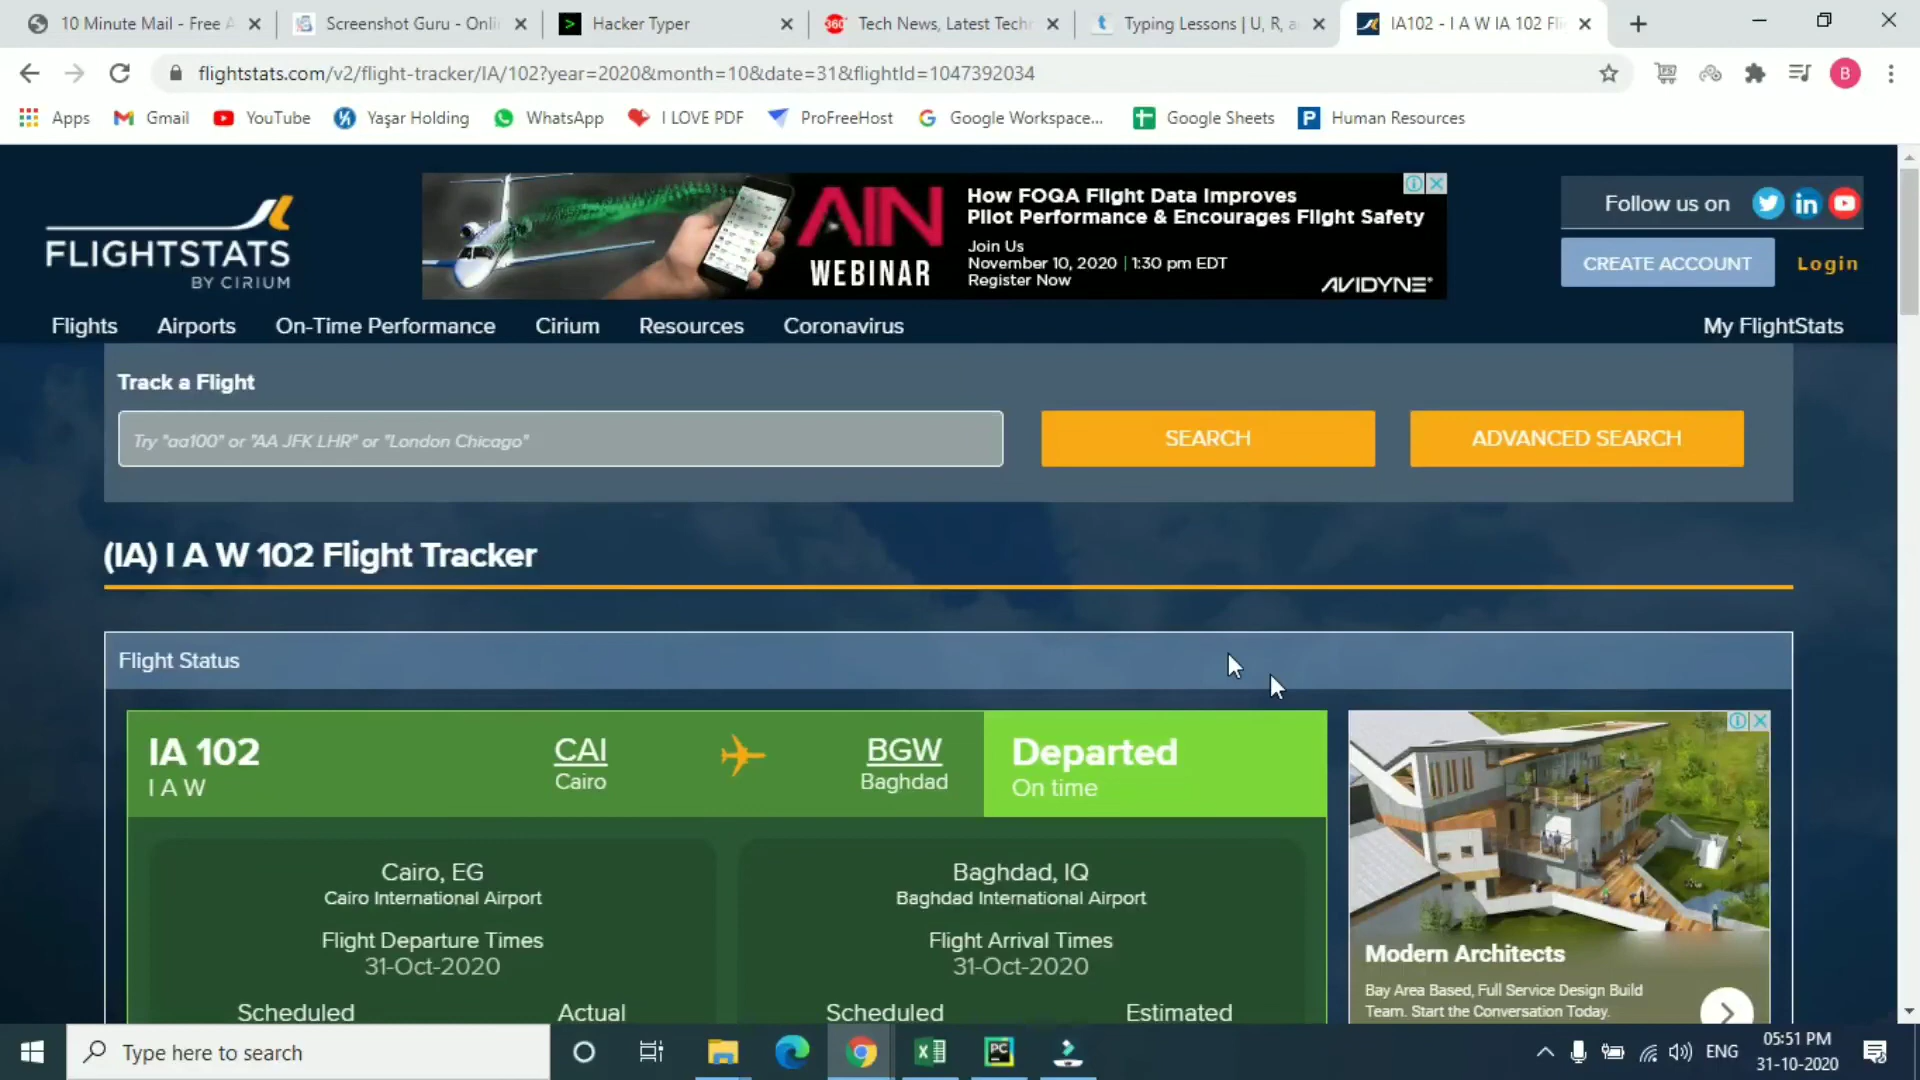 10 Minute Mail - Free A
Screenshot Guru - Onli
Hacker Typer
360
Tech News, Latest Techn
t
Typing Lessons | U, R, a
IA102 - I A W IA 102 Fli
flightstats.com/v2/flight-tracker/IA/102?year=2020&month=10&date=31&flightId=1047392034
B
Apps
Gmail
YouTube
Yaşar Holding
WhatsApp
I LOVE PDF
ProFreeHost
Google Workspace...
Google Sheets
P
Human Resources
FLIGHTSTATS
BY CIRIUM
AIN
WEBINAR
How FOQA Flight Data Improves
Pilot Performance & Encourages Flight Safety
Join Us
November 10, 2020 | 1:30 pm EDT
Register Now
AVIDYNE
Follow us on
in
CREATE ACCOUNT
Login
Flights
Airports
On-Time Performance
Cirium
Resources
Coronavirus
My FlightStats
Track a Flight
Try "aa100" or "AA JFK LHR" or "London Chicago"
SEARCH
ADVANCED SEARCH
(IA) I A W 102 Flight Tracker
Flight Status
IA 102
I A W
CAI
Cairo
BGW
Baghdad
Departed
On time
Cairo, EG
Cairo International Airport
Flight Departure Times
31-Oct-2020
Scheduled
Actual
Baghdad, IQ
Baghdad International Airport
Flight Arrival Times
31-Oct-2020
Scheduled
Estimated
Modern Architects
Bay Area Based, Full Service Design Build
Team. Start the Conversation Today.
Type here to search
PC
ENG
05:51 PM
31-10-2020